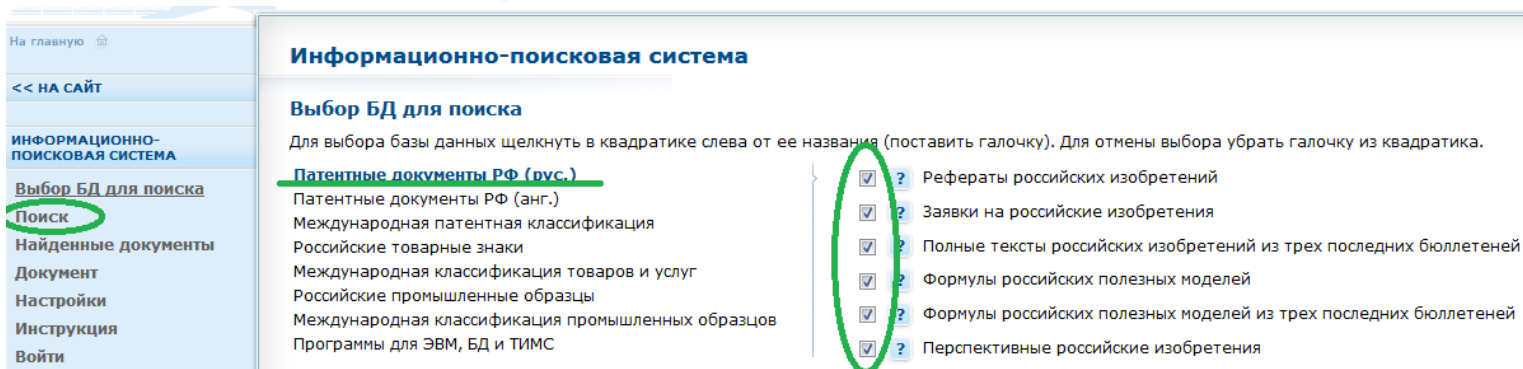 На главную
<< НА САЙТ
ИНФОРМАЦИОННО-
ПОИСКОВАЯ СИСТЕМА
Выбор БД для поиска
Поиск
Найденные документы
Документ
Настройки
Инструкция
Войти
Информационно-поисковая система
Выбор БД для поиска
Для выбора базы данных щелкнуть в квадратике слева от ее названия (поставить галочку). Для отмены выбора убрать галочку из квадратика.
Патентные документы РФ (рус.)
Патентные документы РФ (анг.)
Международная патентная классификация
Российские товарные знаки
Международная классификация товаров и услуг
Российские промышленные образцы
Международная классификация промышленных образцов
Программы для ЭВМ, БД и ТИМС
? Рефераты российских изобретений
? Заявки на российские изобретения
? Полные тексты российских изобретений из трех последних бюллетеней
? Формулы российских полезных моделей
? Формулы российских полезных моделей из трех последних бюллетеней
? Перспективные российские изобретения